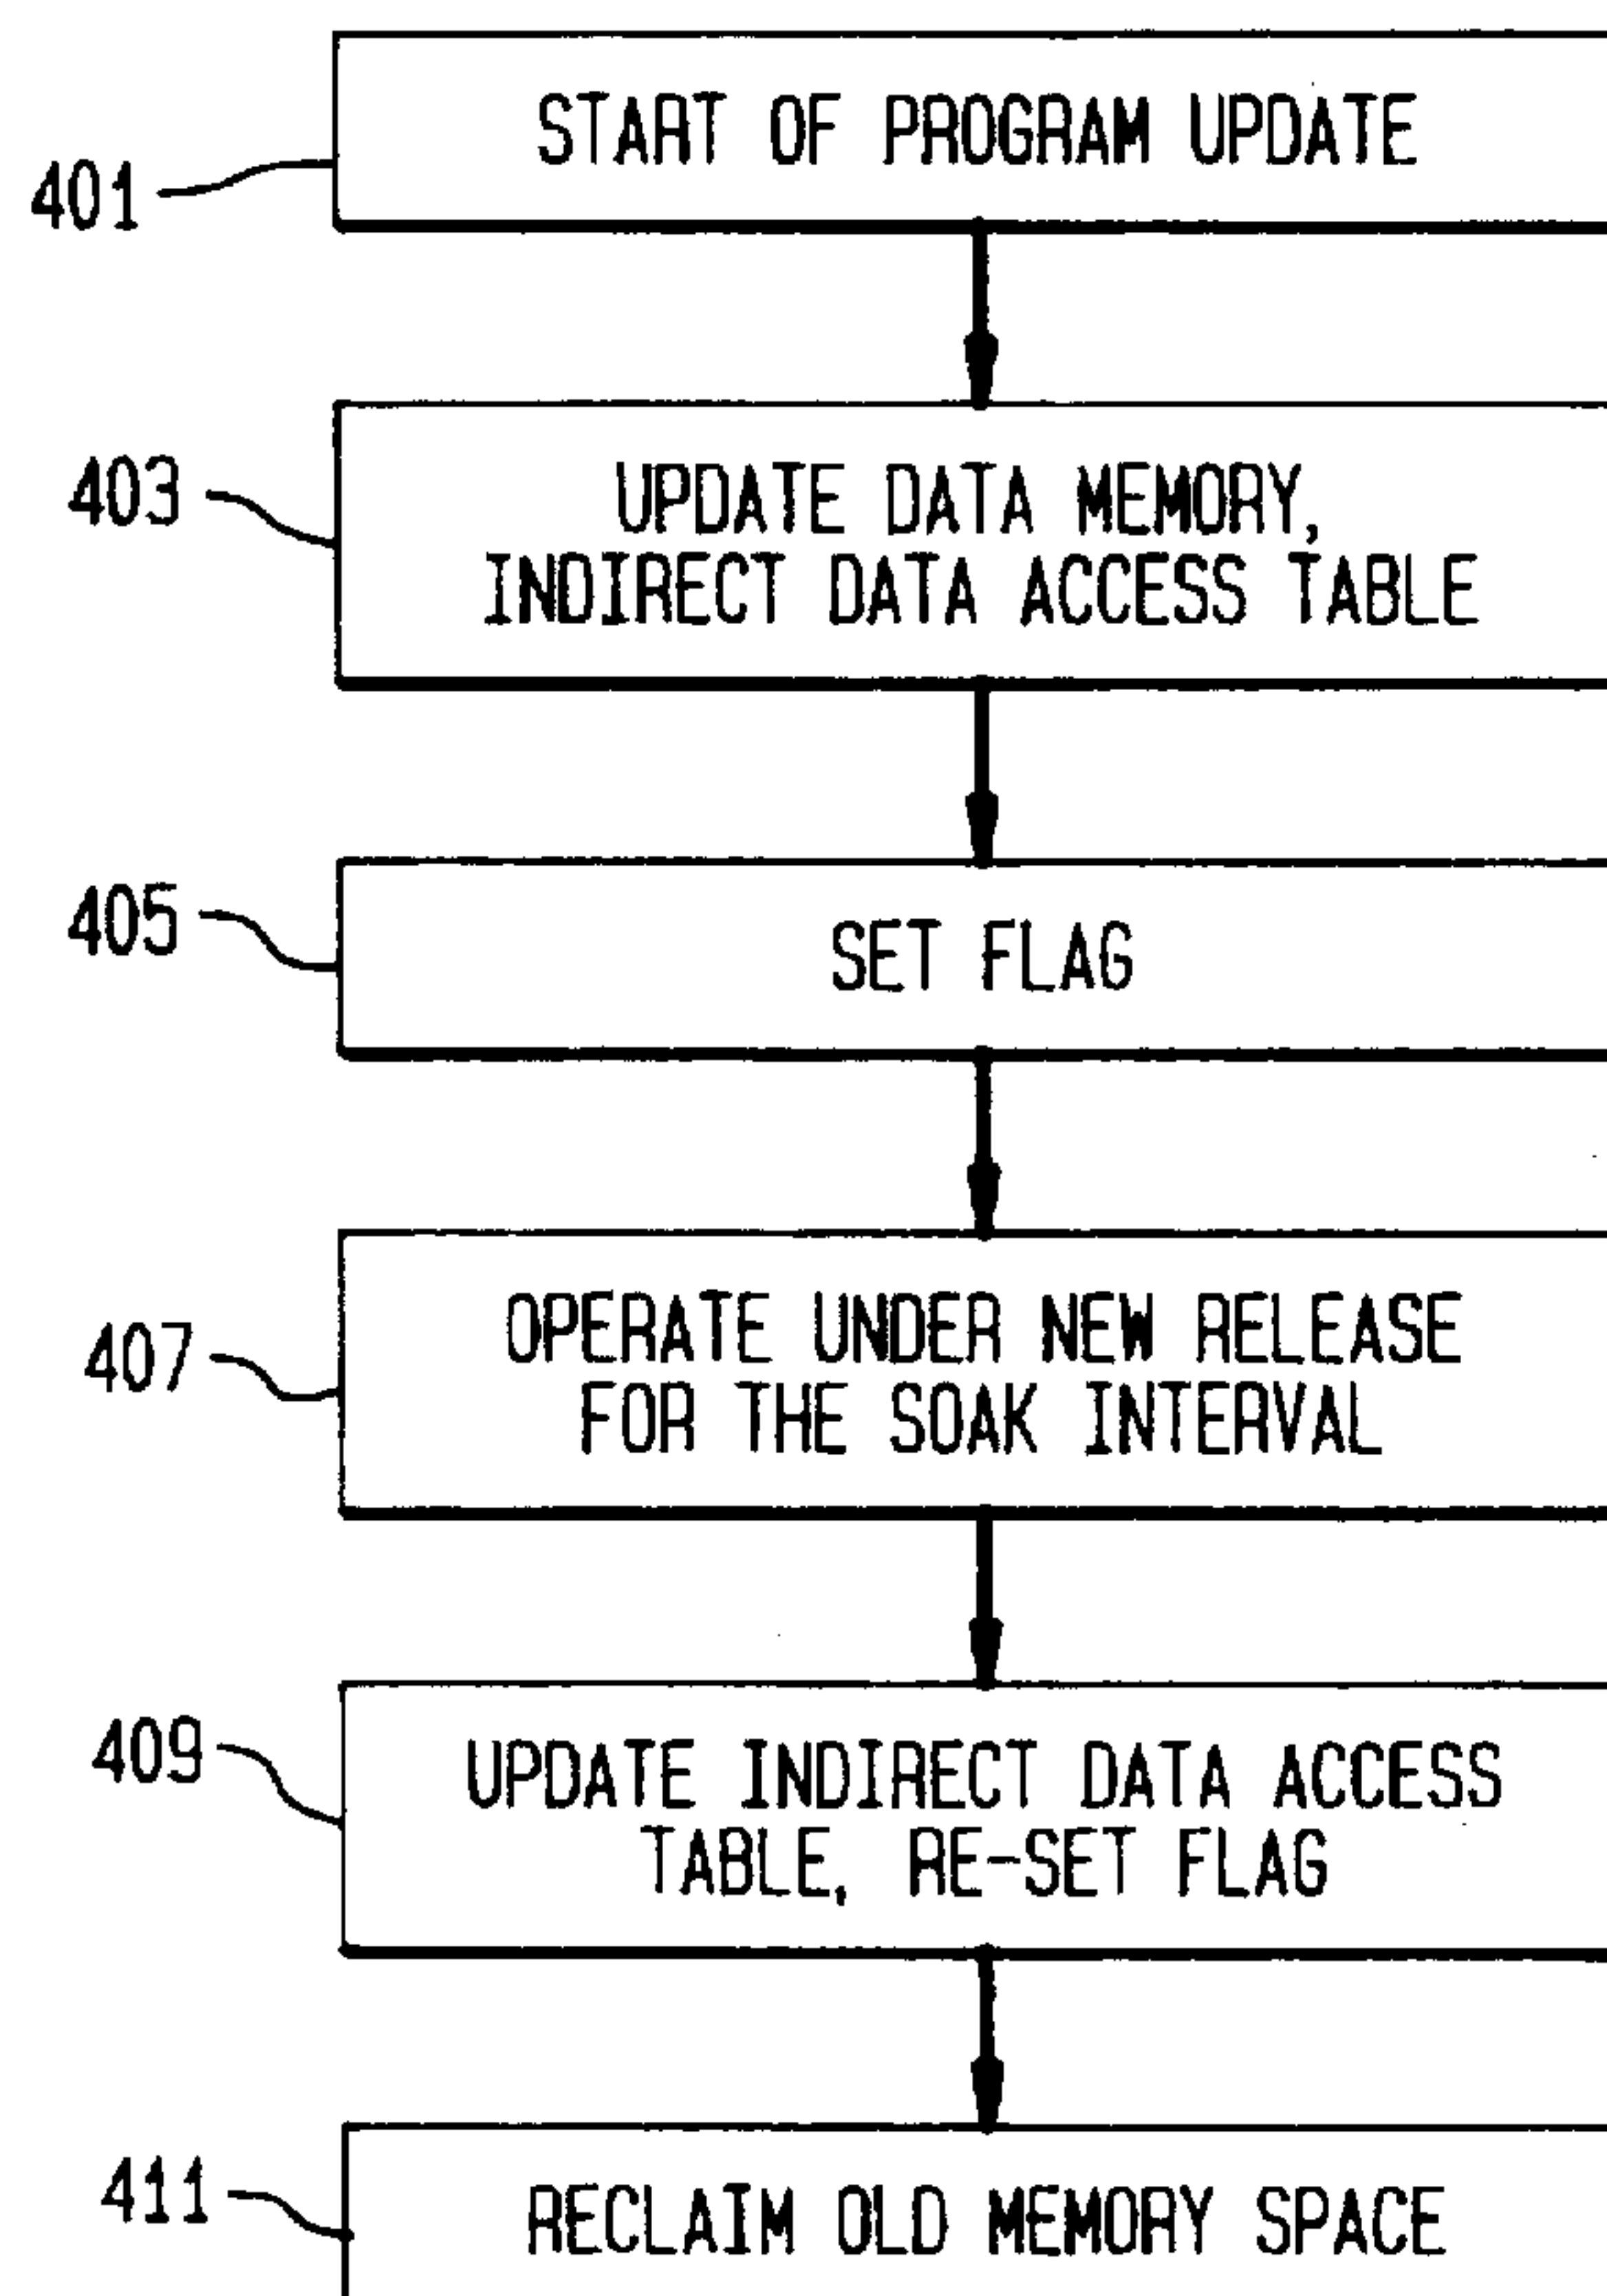 START OF PROGRAM UPDATE
401
UPDATE DATA MEMORY,
INDIRECT DATA ACCESS TABLE
403
SET FLAG
405
OPERATE UNDER NEW RELEASE
FOR THE SOAK INTERVAL
407
UPDATE INDIRECT DATA ACCESS
TABLE, RE-SET FLAG
409
RECLAIM OLD MEMORY SPACE
411